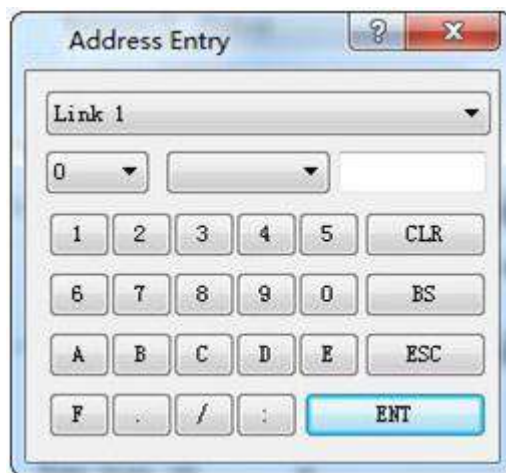 Address Entry ? X
Link 1
0
1 2 3 4 5 CLR
6 7 8 9 0 BS
A B C D E ESC
F . / : ENT